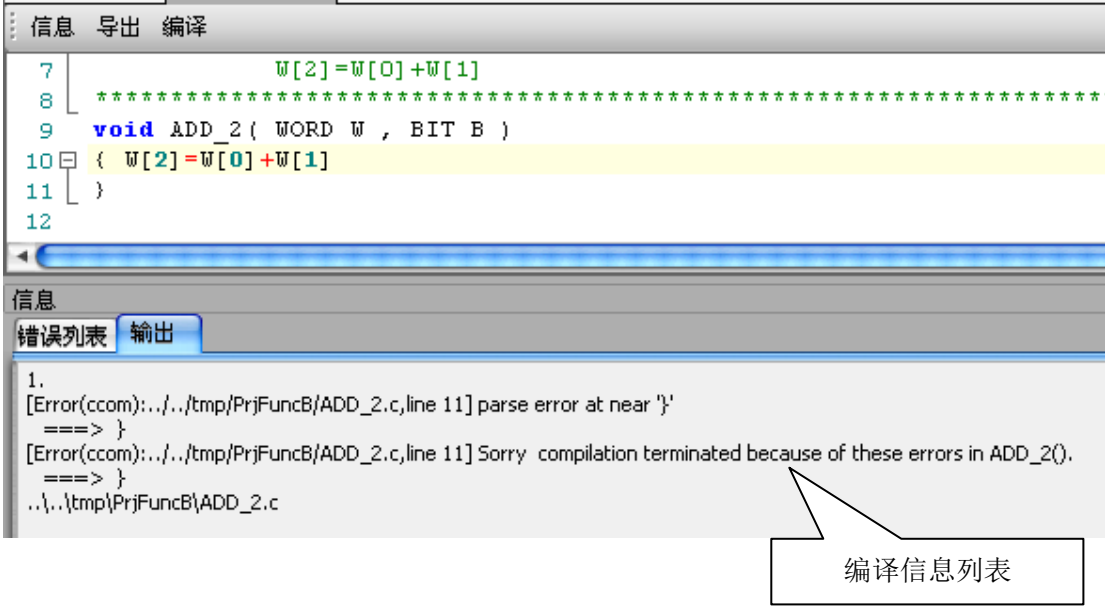 信息 导出 编译
7 W[2]=W[0]+W[1]
8 *******************************************************************
9 void ADD_2( WORD W , BIT B )
10 { W[2]=W[0]+W[1]
11 }
12
信息
错误列表 输出
1.
[Error(ccom):../../tmp/PrjFuncB/ADD_2.c,line 11] parse error at near '}'
===> }
[Error(ccom):../../tmp/PrjFuncB/ADD_2.c,line 11] Sorry compilation terminated because of these errors in ADD_2().
===> }
..\..\tmp\PrjFuncB\ADD_2.c
编译信息列表